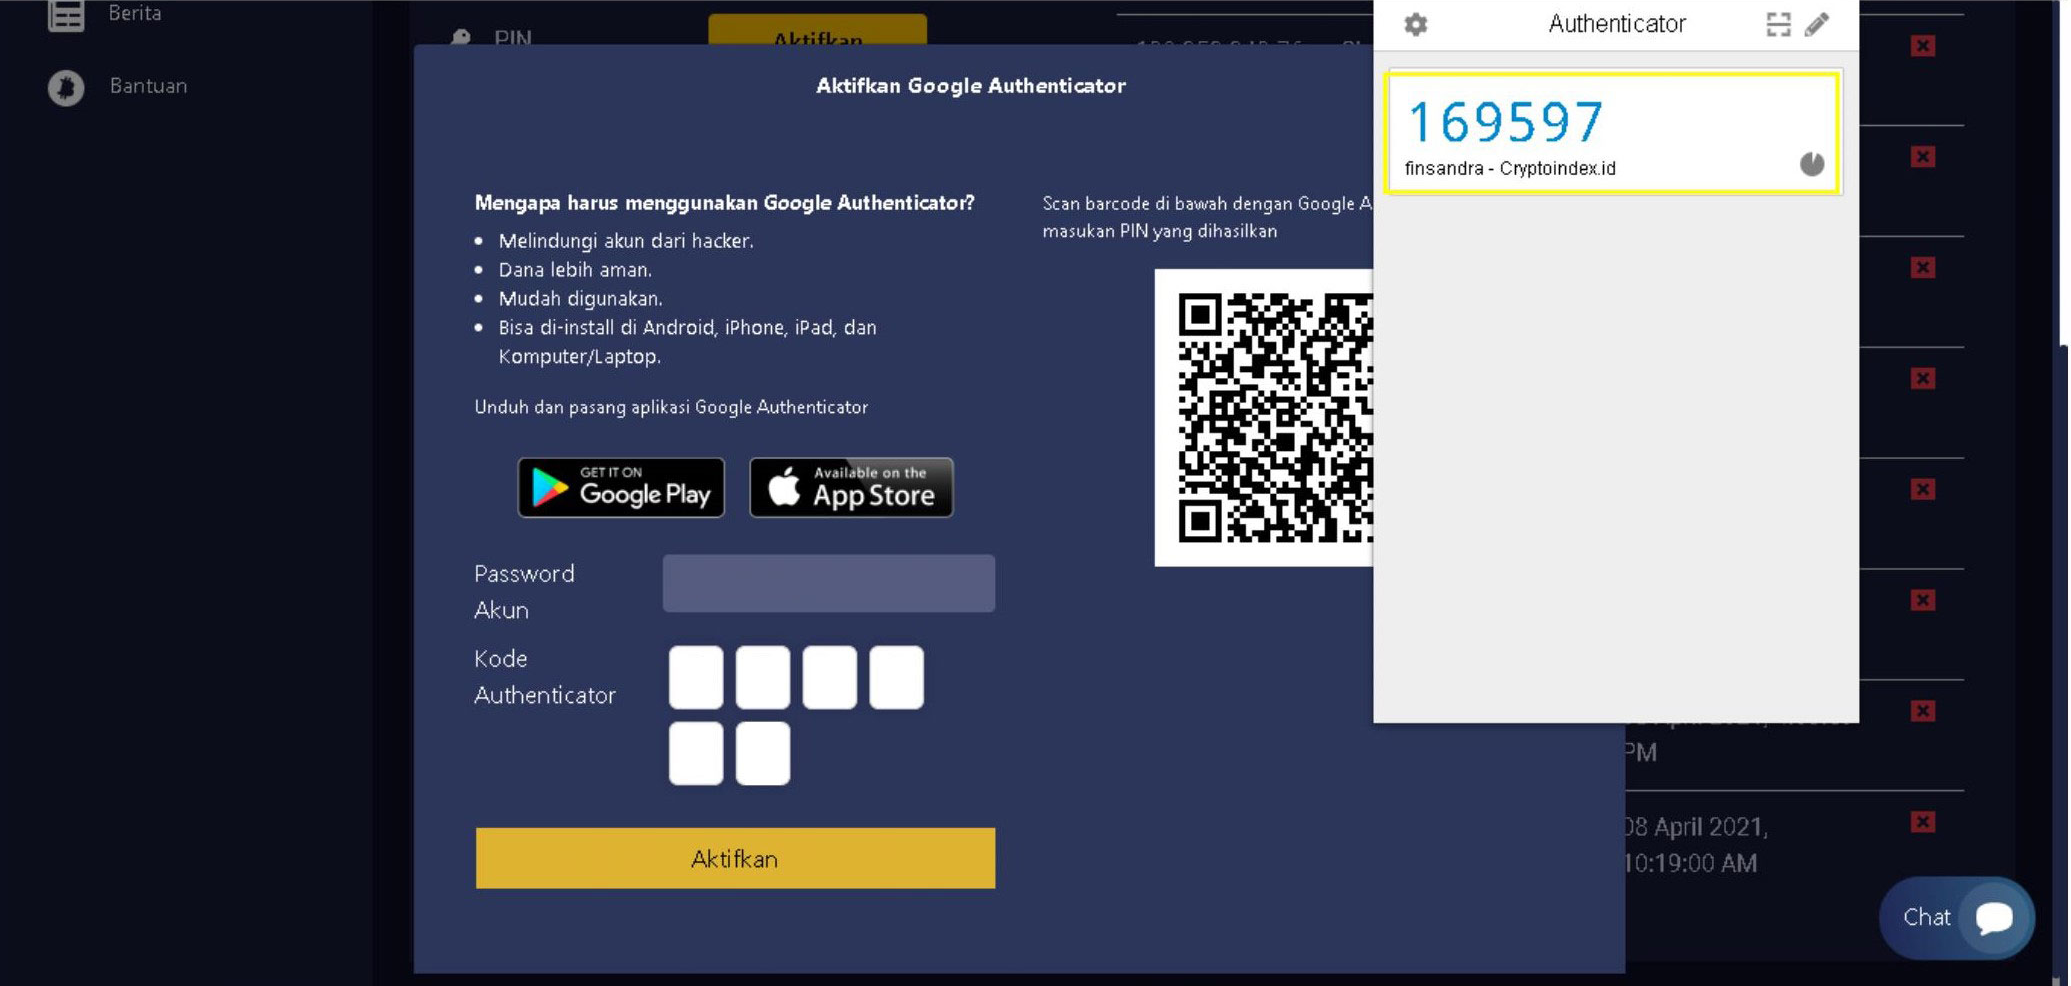 Berita
Bantuan
PIN
Aktifkan
Aktifkan Google Authenticator
Mengapa harus menggunakan Google Authenticator?
• Melindungi akun dari hacker.
• Dana lebih aman.
• Mudah digunakan.
• Bisa di-install di Android, iPhone, iPad, dan
Komputer/Laptop.
Unduh dan pasang aplikasi Google Authenticator
GET IT ON
Google Play
Available on the
App Store
Password
Akun
Kode
Authenticator
Aktifkan
Scan barcode di bawah dengan Google A
masukan PIN yang dihasilkan
Authenticator
169597
finsandra - Cryptoindex.id
PM
08 April 2021,
10:19:00 AM
Chat